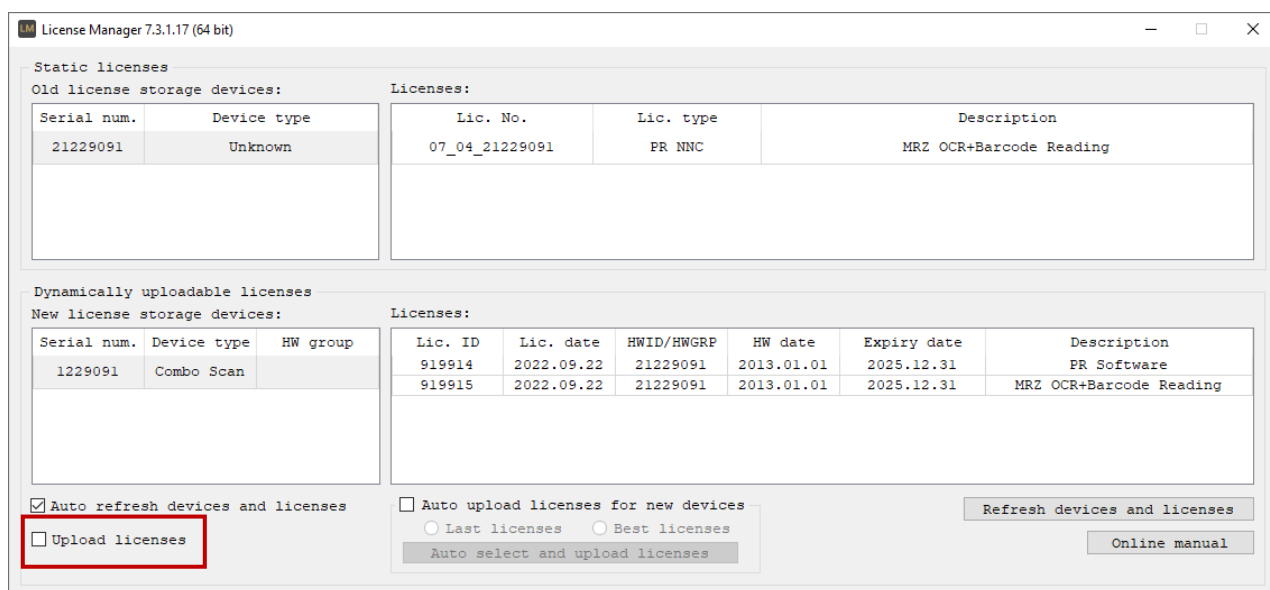 LM License Manager 7.3.1.17 (64 bit)
Static licenses
Old license storage devices: Licenses:
Serial num. Device type Lic. No. Lic. type Description
21229091 Unknown 07_04_21229091 PR NNC MRZ OCR+Barcode Reading
Dynamically uploadable licenses
New license storage devices: Licenses:
Serial num. Device type HW group Lic. ID Lic. date HWID/HWGRP HW date Expiry date Description
1229091 Combo Scan 919914 2022.09.22 21229091 2013.01.01 2025.12.31 PR Software
919915 2022.09.22 21229091 2013.01.01 2025.12.31 MRZ OCR+Barcode Reading
Auto refresh devices and licenses Auto upload licenses for new devices Refresh devices and licenses
Last licenses Best licenses
Upload licenses Auto select and upload licenses Online manual